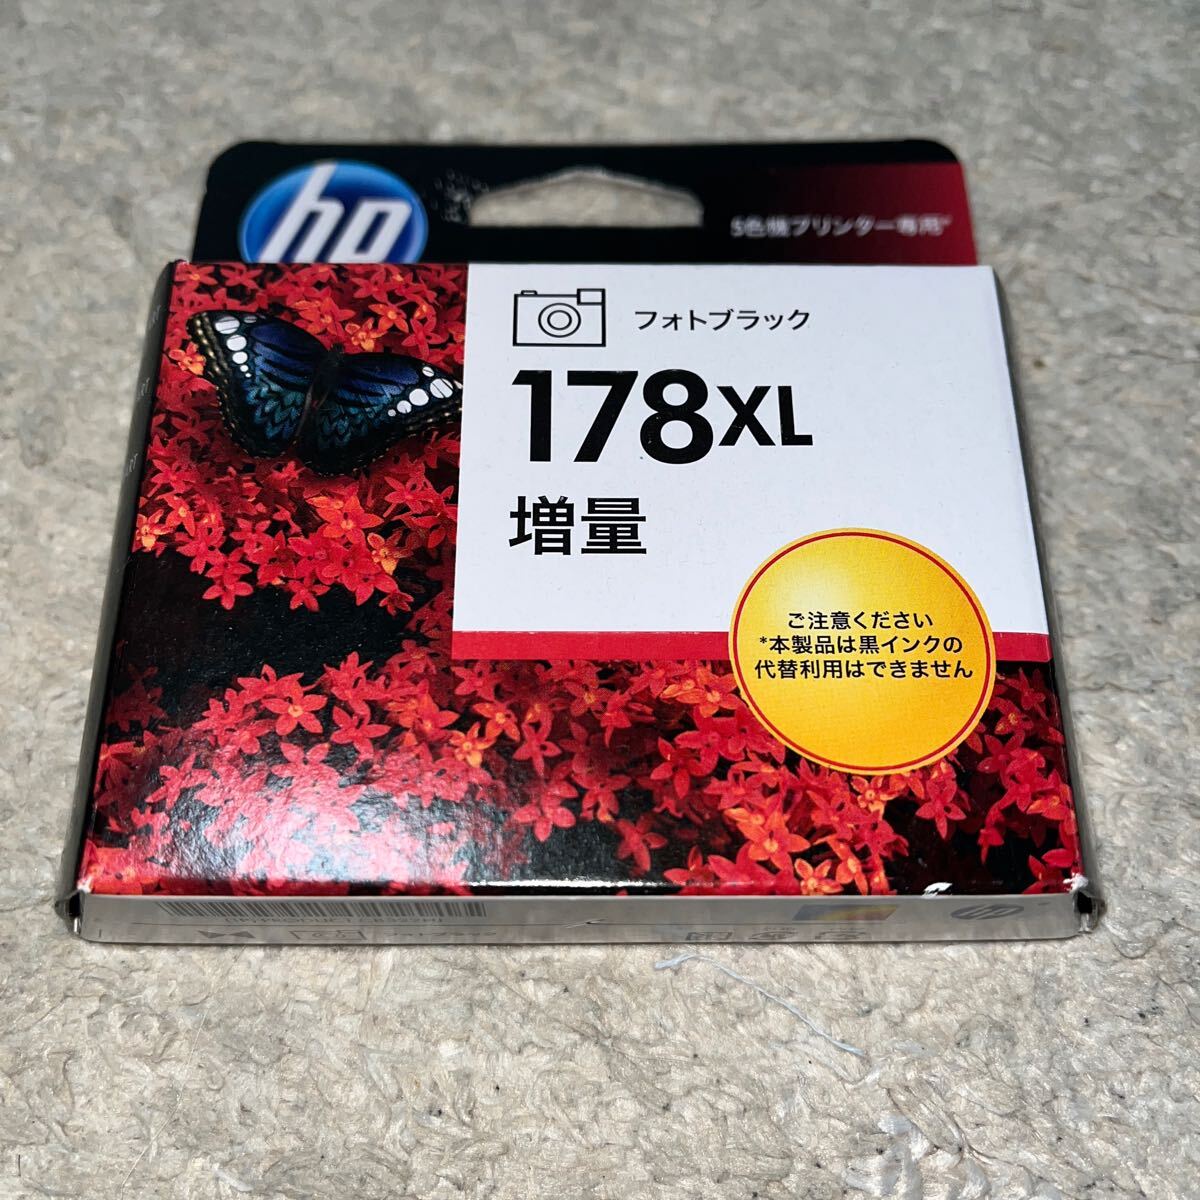 hp
5色機プリンター専用*
フォトブラック
178XL
増量
ご注意ください
*本製品は黒インクの
代替利用はできません
hp